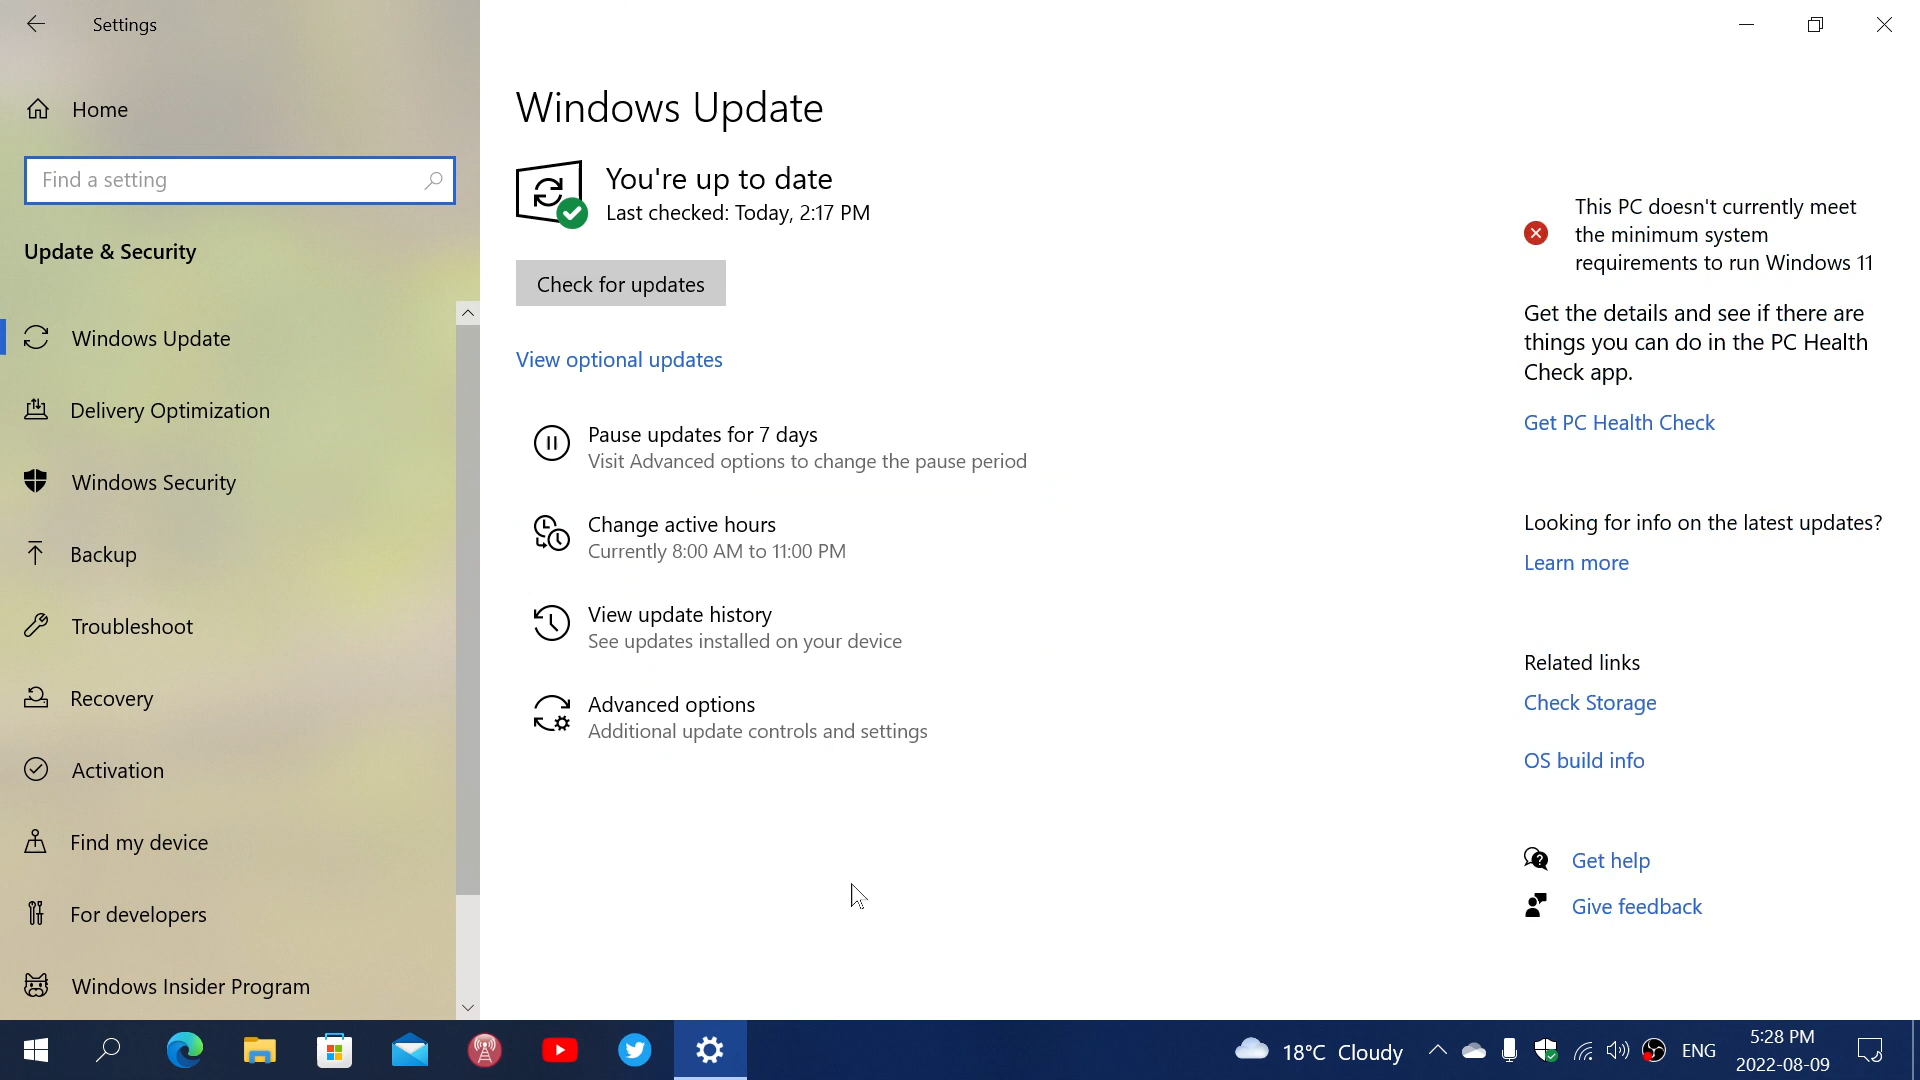 Settings
Home
Find a setting
Update & Security
Windows Update
Delivery Optimization
Windows Security
Backup
Troubleshoot
Recovery
Activation
Find my device
For developers
Windows Insider Program
Windows Update
You're up to date
Last checked: Today, 2:17 PM
Check for updates
View optional updates
Pause updates for 7 days
Visit Advanced options to change the pause period
Change active hours
Currently 8:00 AM to 11:00 PM
View update history
See updates installed on your device
Advanced options
Additional update controls and settings
This PC doesn't currently meet
the minimum system
requirements to run Windows 11
Get the details and see if there are
things you can do in the PC Health
Check app.
Get PC Health Check
Looking for info on the latest updates?
Learn more
Related links
Check Storage
OS build info
Get help
Give feedback
18°C Cloudy
ENG
5:28 PM
2022-08-09